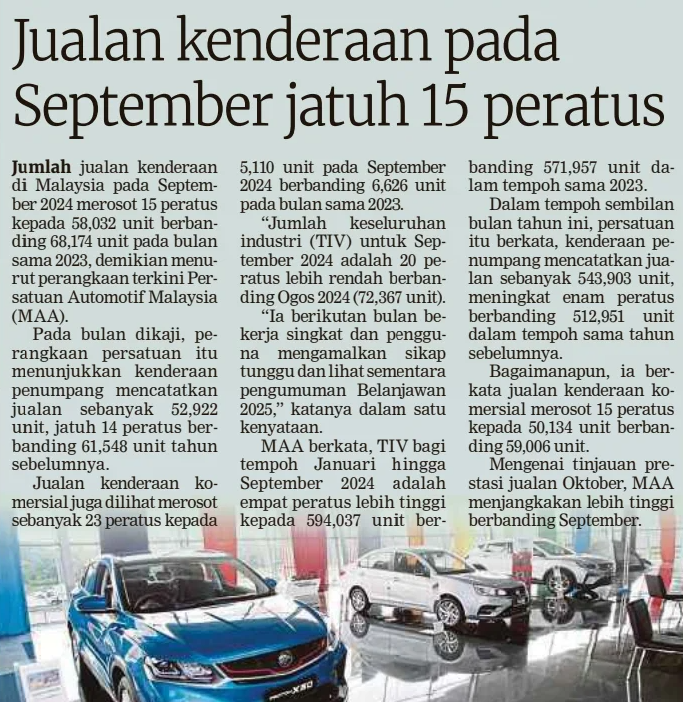 Jualan kenderaan pada
September jatuh 15 peratus
Jumlah jualan kenderaan
di Malaysia pada Septem-
ber 2024 merosot 15 peratus
kepada 58,032 unit berban-
ding 68,174 unit pada bulan
sama 2023, demikian menu-
rut perangkaan terkini Per-
satuan Automotif Malaysia
(MAA).
Pada bulan dikaji, pe-
rangkaan persatuan itu
menunjukkan kenderaan
penumpang mencatatkan
jualan sebanyak 52,922
unit, jatuh 14 peratus ber-
banding 61,548 unit tahun
sebelumnya.
Jualan kenderaan ko-
mersial juga dilihat merosot
sebanyak 23 peratus kepada
5,110 unit pada September
2024 berbanding 6,626 unit
pada bulan sama 2023.
“Jumlah keseluruhan
industri (TIV) untuk Sep-
tember 2024 adalah 20 pe-
ratus lebih rendah berban-
ding Ogos 2024 (72,367 unit).
“Ia berikutan bulan be-
kerja singkat dan penggu-
na mengamalkan sikap
tunggu dan lihat sementara
pengumuman Belanjawan
2025,” katanya dalam satu
kenyataan.
MAA berkata, TIV bagi
tempoh Januari hingga
September 2024 adalah
empat peratus lebih tinggi
kepada 594,037 unit ber-
banding 571,957 unit da-
lam tempoh sama 2023.
Dalam tempoh sembilan
bulan tahun ini, persatuan
itu berkata, kenderaan pe-
numpang mencatatkan jua-
lan sebanyak 543,903 unit,
meningkat enam peratus
berbanding 512,951 unit
dalam tempoh sama tahun
sebelumnya.
Bagaimanapun, ia ber-
kata jualan kenderaan ko-
mersial merosot 15 peratus
kepada 50,134 unit berban-
ding 59,006 unit.
Mengenai tinjauan pre-
stasi jualan Oktober, MAA
menjangkakan lebih tinggi
berbanding September.
PROTON X50